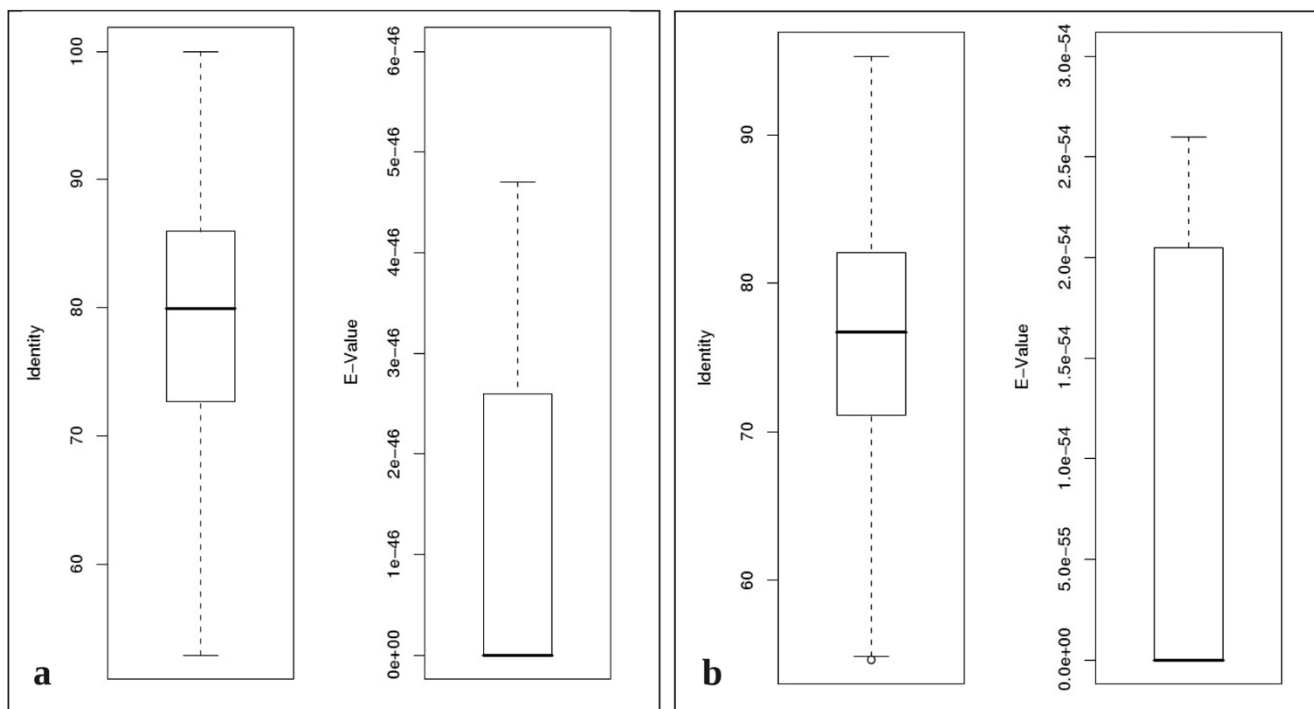 Identity
100
90
80
70
60
E-Value
6e-46
5e-46
4e-46
3e-46
2e-46
1e-46
0e+00
a
Identity
90
80
70
60
E-Value
3.0e-54
2.5e-54
2.0e-54
1.5e-54
1.0e-54
5.0e-55
0.0e+00
b